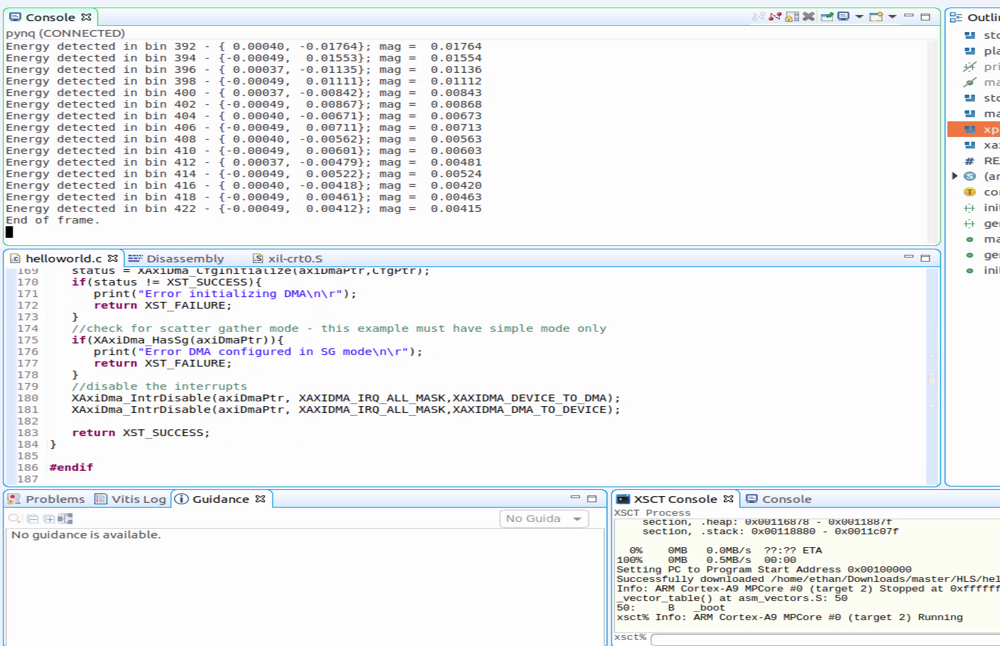 Console
pynq (CONNECTED)
Energy detected in bin 392 - { 0.00040, -0.01764}; mag =  0.01764
Energy detected in bin 394 - {-0.00049,  0.01553}; mag =  0.01554
Energy detected in bin 396 - { 0.00037, -0.01135}; mag =  0.01136
Energy detected in bin 398 - {-0.00049,  0.01111}; mag =  0.01112
Energy detected in bin 400 - { 0.00037, -0.00842}; mag =  0.00843
Energy detected in bin 402 - {-0.00049,  0.00867}; mag =  0.00868
Energy detected in bin 404 - { 0.00040, -0.00671}; mag =  0.00673
Energy detected in bin 406 - {-0.00049,  0.00711}; mag =  0.00713
Energy detected in bin 408 - { 0.00040, -0.00562}; mag =  0.00563
Energy detected in bin 410 - {-0.00049,  0.00601}; mag =  0.00603
Energy detected in bin 412 - { 0.00037, -0.00479}; mag =  0.00481
Energy detected in bin 414 - {-0.00049,  0.00522}; mag =  0.00524
Energy detected in bin 416 - { 0.00040, -0.00418}; mag =  0.00420
Energy detected in bin 418 - {-0.00049,  0.00461}; mag =  0.00463
Energy detected in bin 422 - {-0.00049,  0.00412}; mag =  0.00415
End of frame.
helloworld.c  Disassembly  xil-crt0.S
169 status = XAxiDma_CfgInitialize(axiDmaPtr,CfgPtr);
170 if(status != XST_SUCCESS){
171 print("Error initializing DMA\n\r");
172 return XST_FAILURE;
173 }
174 //check for scatter gather mode - this example must have simple mode only
175 if(XAxiDma_HasSg(axiDmaPtr)){
176 print("Error DMA configured in SG mode\n\r");
177 return XST_FAILURE;
178 }
179 //disable the interrupts
180 XAxiDma_IntrDisable(axiDmaPtr, XAXIDMA_IRQ_ALL_MASK,XAXIDMA_DEVICE_TO_DMA);
181 XAxiDma_IntrDisable(axiDmaPtr, XAXIDMA_IRQ_ALL_MASK,XAXIDMA_DMA_TO_DEVICE);
182
183 return XST_SUCCESS;
184 }
185
186 #endif
187
Outlin
sto
pla
pri
ma
sto
ma
xp
xax
# RE
S (an
T con
init
ger
ma
ger
init
Problems  Vitis Log  Guidance
No Guida
No guidance is available.
XSCT Console  Console
XSCT Process
section, .heap: 0x00116878 - 0x0011887f
section, .stack: 0x00118880 - 0x0011c07f
0%    0MB   0.0MB/s  ??:?? ETA
100%    0MB   0.5MB/s  00:00
Setting PC to Program Start Address 0x00100000
Successfully downloaded /home/ethan/Downloads/master/HLS/hel
Info: ARM Cortex-A9 MPCore #0 (target 2) Stopped at 0xffffff
_vector_table() at asm_vectors.S: 50
50:     B   _boot
xsct% Info: ARM Cortex-A9 MPCore #0 (target 2) Running
xsct%